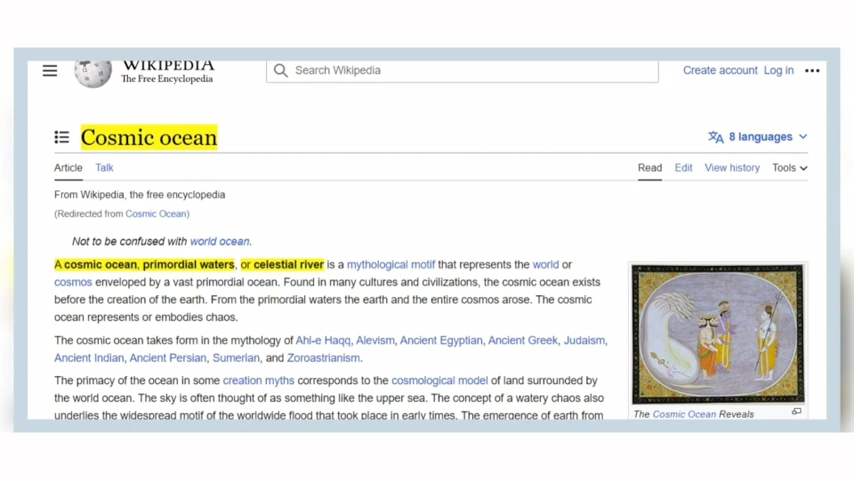 WIKIPEDIA
The Free Encyclopedia
Search Wikipedia
Create account Log in
Cosmic ocean
8 languages
Article Talk
Read Edit View history Tools
From Wikipedia, the free encyclopedia
(Redirected from Cosmic Ocean)
Not to be confused with world ocean.
A cosmic ocean, primordial waters, or celestial river is a mythological motif that represents the world or
cosmos enveloped by a vast primordial ocean. Found in many cultures and civilizations, the cosmic ocean exists
before the creation of the earth. From the primordial waters the earth and the entire cosmos arose. The cosmic
ocean represents or embodies chaos.
The cosmic ocean takes form in the mythology of Ahl-e Haqq, Alevism, Ancient Egyptian, Ancient Greek, Judaism,
Ancient Indian, Ancient Persian, Sumerian, and Zoroastrianism.
The primacy of the ocean in some creation myths corresponds to the cosmological model of land surrounded by
the world ocean. The sky is often thought of as something like the upper sea. The concept of a watery chaos also
underlies the widespread motif of the worldwide flood that took place in early times. The emergence of earth from
The Cosmic Ocean Reveals